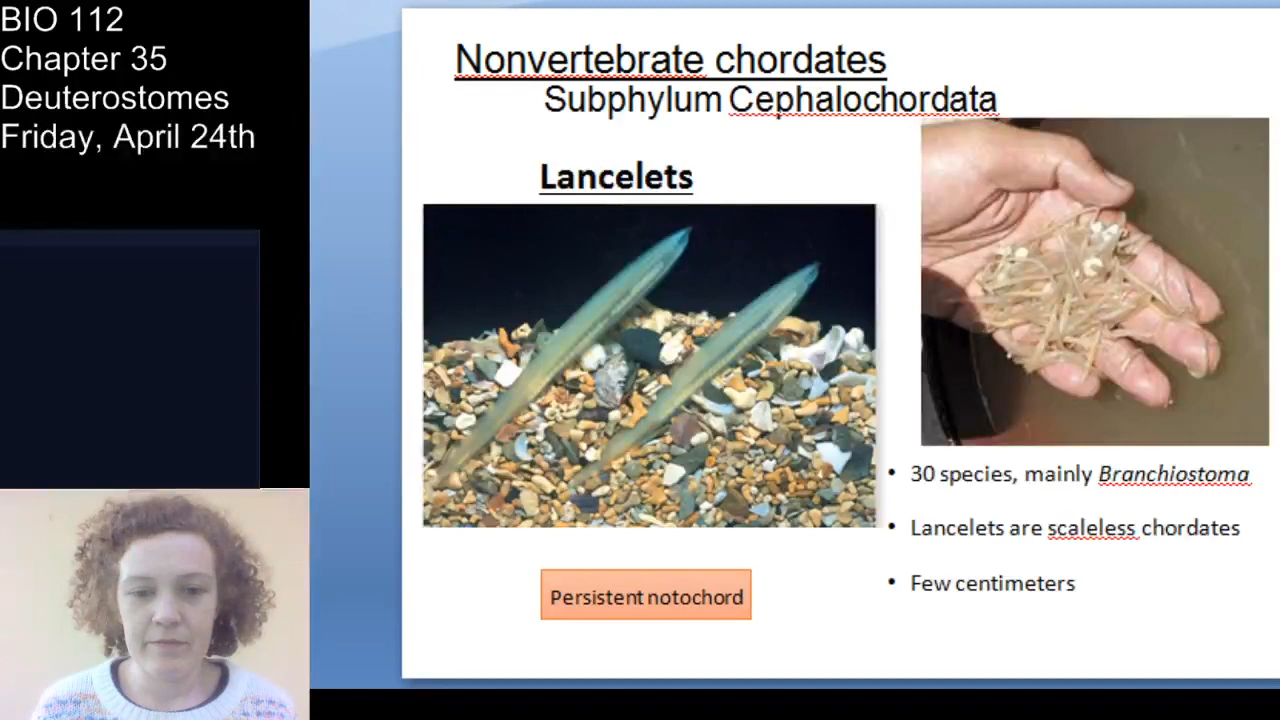 BIO 112
Chapter 35
Deuterostomes
Friday, April 24th
Nonvertebrate chordates
Subphylum Cephalochordata
Lancelets
• 30 species, mainly Branchiostoma
• Lancelets are scaleless chordates
• Few centimeters
Persistent notochord